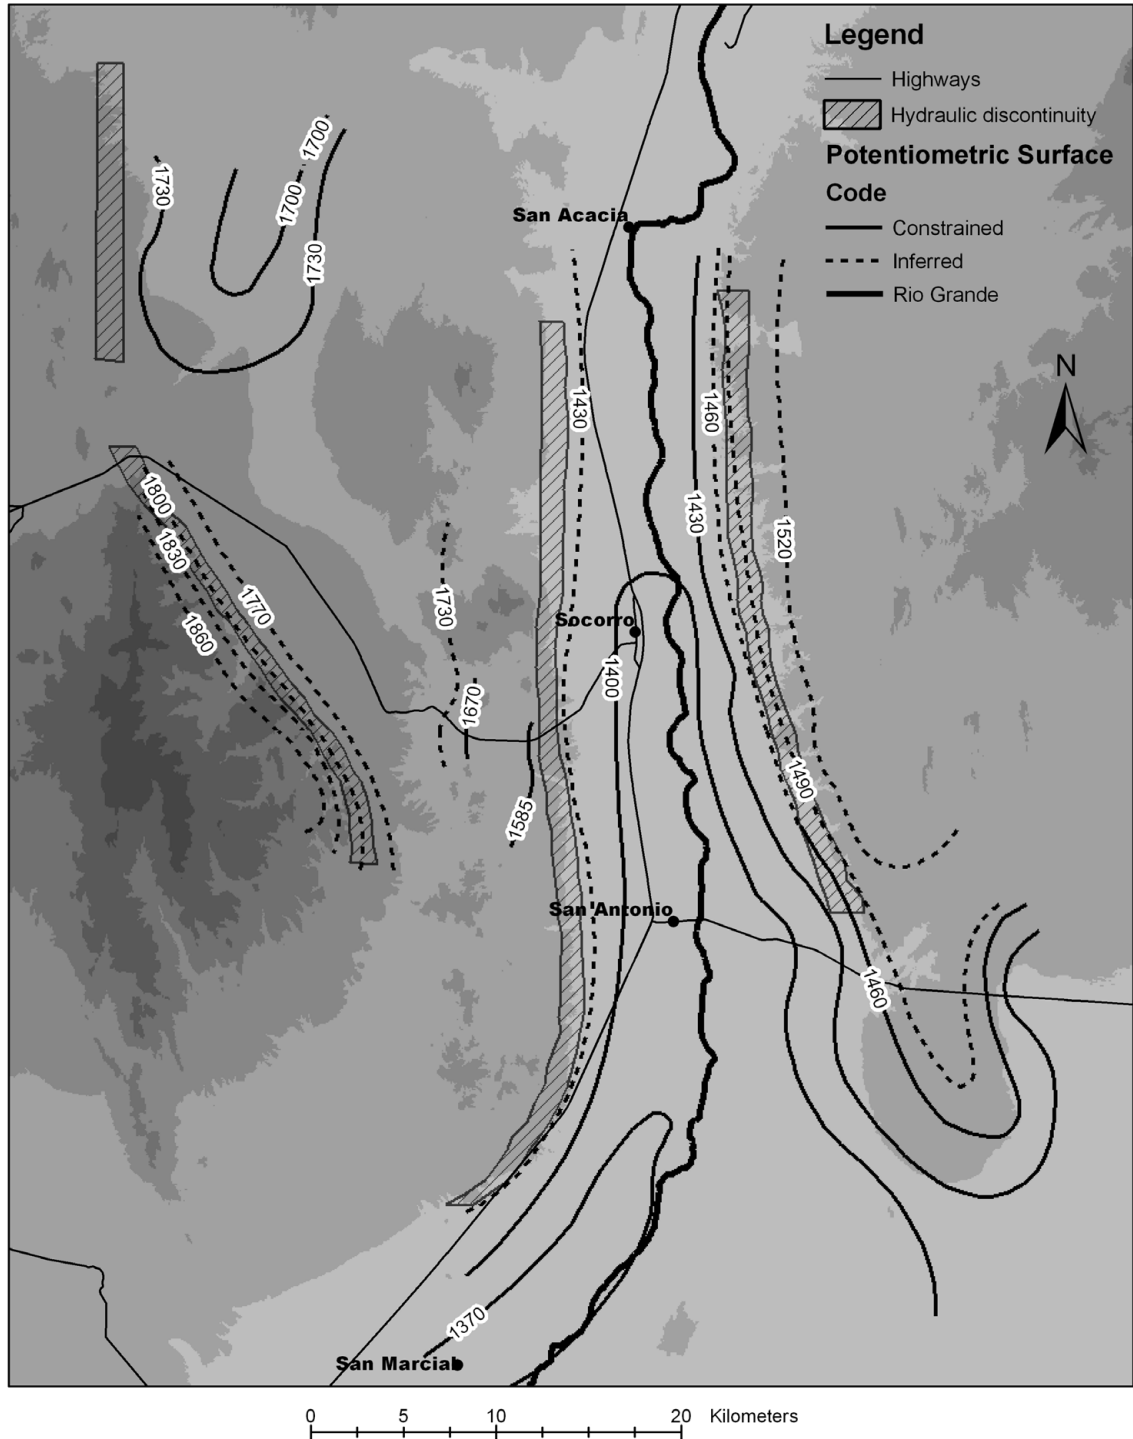 Legend
Highways
Hydraulic discontinuity
Potentiometric Surface
Code
Constrained
Inferred
Rio Grande
1700
1730
1700
San Acacia
1730
N
1430
1460
1800
1430
1520
1830
1770
1730
Socorro
1860
1400
1670
1490
1585
San Antonio
1460
1370
San Marcial
0 5 10 20 Kilometers